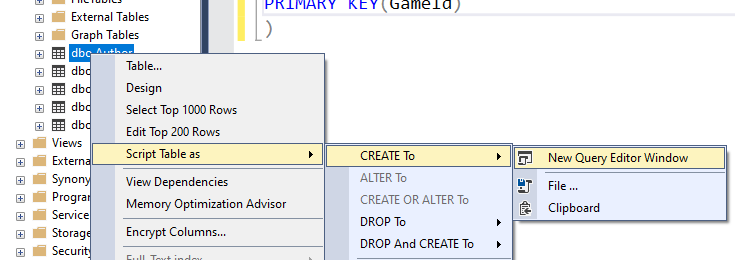 FileTables
External Tables
Graph Tables
dbo.Author
dbo
dbo
dbo
dbo
Views
Externa
Synony
Program
Service
Storage
Security
PRIMARY KEY(GameId)
)
Table...
Design
Select Top 1000 Rows
Edit Top 200 Rows
Script Table as
View Dependencies
Memory Optimization Advisor
Encrypt Columns...
Full-Text index
CREATE To
ALTER To
CREATE OR ALTER To
DROP To
DROP And CREATE To
New Query Editor Window
File ...
Clipboard